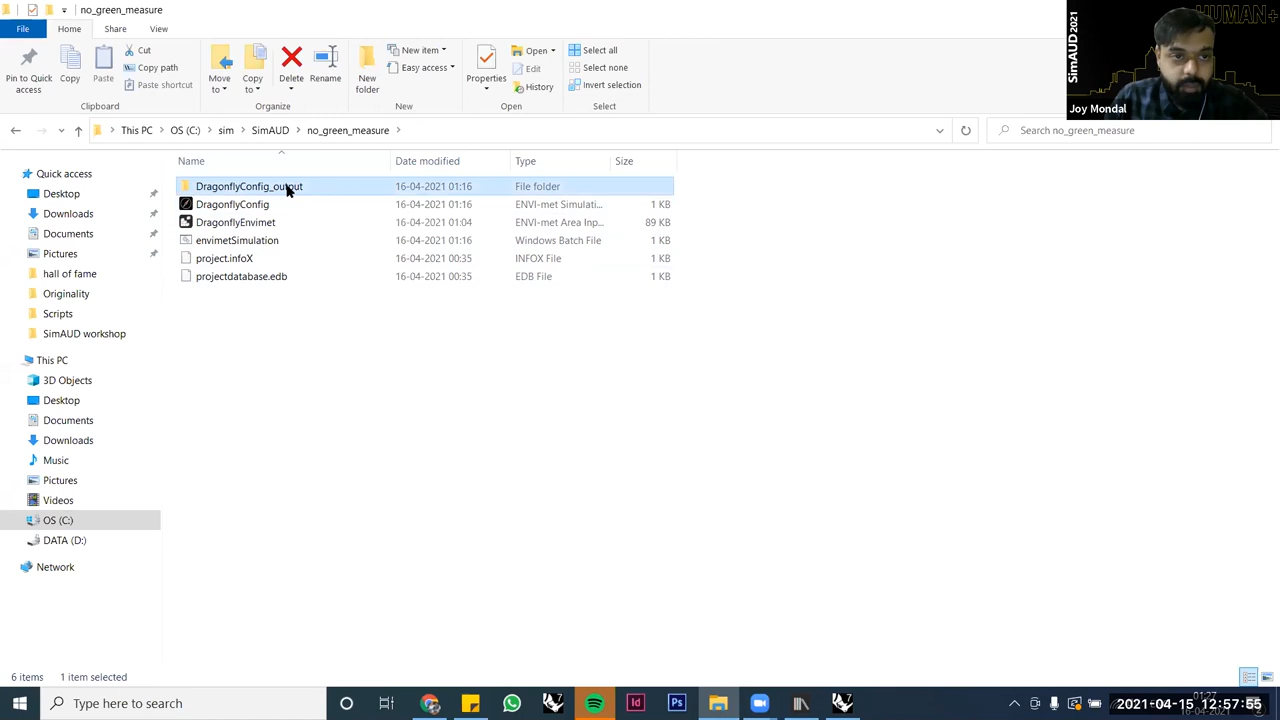 no_green_measure
File
Home
Share
View
Pin to Quick access
Copy
Paste
Cut
Copy path
Paste shortcut
Clipboard
Move to
Copy to
Delete
Rename
Organize
New folder
New item
Easy access
New
Properties
Open
Edit
History
Open
Select all
Select none
Invert selection
Select
HUMAN+
SimAUD2021
Joy Mondal
This PC > OS (C:) > sim > SimAUD > no_green_measure >
Search no_green_measure
Name Date modified Type Size
DragonflyConfig_output 16-04-2021 01:16 File folder
DragonflyConfig 16-04-2021 01:16 ENVI-met Simulati... 1 KB
DragonflyEnvimet 16-04-2021 01:04 ENVI-met Area Inp... 89 KB
envimetSimulation 16-04-2021 01:16 Windows Batch File 1 KB
project.infoX 16-04-2021 00:35 INFOX File 1 KB
projectdatabase.edb 16-04-2021 00:35 EDB File 1 KB
Quick access
Desktop
Downloads
Documents
Pictures
hall of fame
Originality
Scripts
SimAUD workshop
This PC
3D Objects
Desktop
Documents
Downloads
Music
Pictures
Videos
OS (C:)
DATA (D:)
Network
6 items 1 item selected
Type here to search
Id
Ps
01:27
2021-04-15 12:57:55